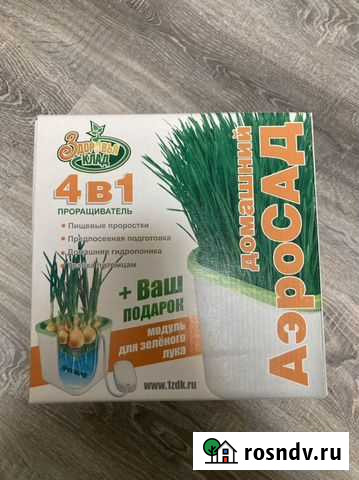 Здоровья
КЛАД
4 в 1
ПРОРАЩИВАТЕЛЬ
• Пищевые проростки
• Предпосевная подготовка
• Домашняя гидропоника
питомцам
+ Ваш
ПОДАРОК
модуль
для зелёного
лука
www.tzdk.ru
домашний
АэроСАД
rosndv.ru